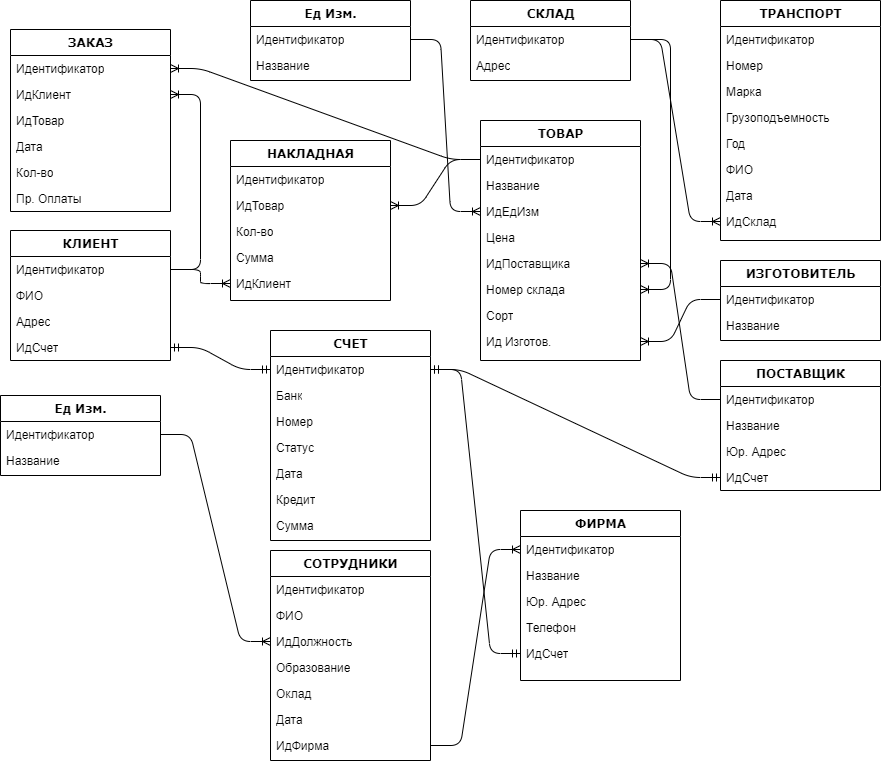 ЗАКАЗ
Идентификатор
ИдКлиент
ИдТовар
Дата
Кол-во
Пр. Оплаты
Ед Изм.
Идентификатор
Название
СКЛАД
Идентификатор
Адрес
ТРАНСПОРТ
Идентификатор
Номер
Марка
Грузоподъемность
Год
ФИО
Дата
ИдСклад
НАКЛАДНАЯ
Идентификатор
ИдТовар
Кол-во
Сумма
ИдКлиент
ТОВАР
Идентификатор
Название
ИдЕдИзм
Цена
ИдПоставщика
Номер склада
Сорт
Ид Изготов.
КЛИЕНТ
Идентификатор
ФИО
Адрес
ИдСчет
ИЗГОТОВИТЕЛЬ
Идентификатор
Название
СЧЕТ
Идентификатор
Банк
Номер
Статус
Дата
Кредит
Сумма
ПОСТАВЩИК
Идентификатор
Название
Юр. Адрес
ИдСчет
Ед Изм.
Идентификатор
Название
ФИРМА
Идентификатор
Название
Юр. Адрес
Телефон
ИдСчет
СОТРУДНИКИ
Идентификатор
ФИО
ИдДолжность
Образование
Оклад
Дата
ИдФирма